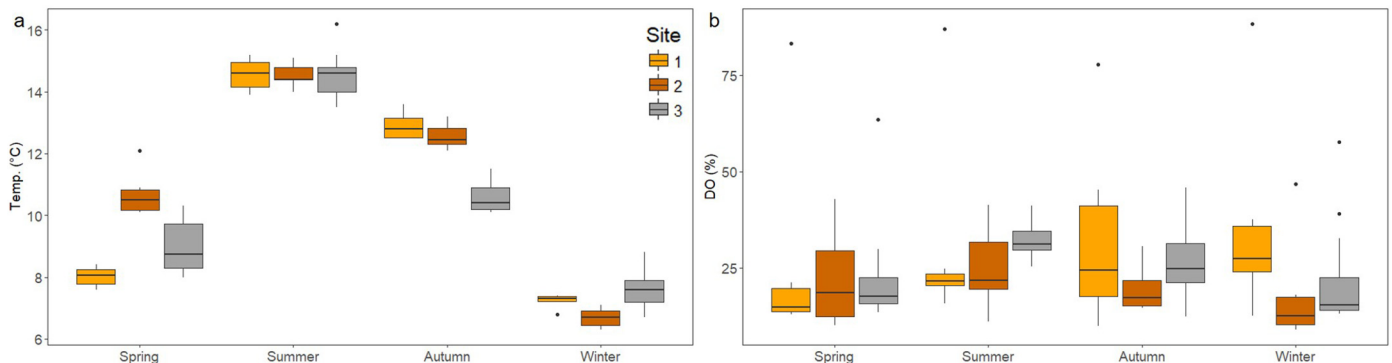 a
Temp. (°C)
16
14
12
10
8
6
Spring
Summer
Autumn
Winter
Site
1
2
3
b
DO (%)
75
50
25
Spring
Summer
Autumn
Winter